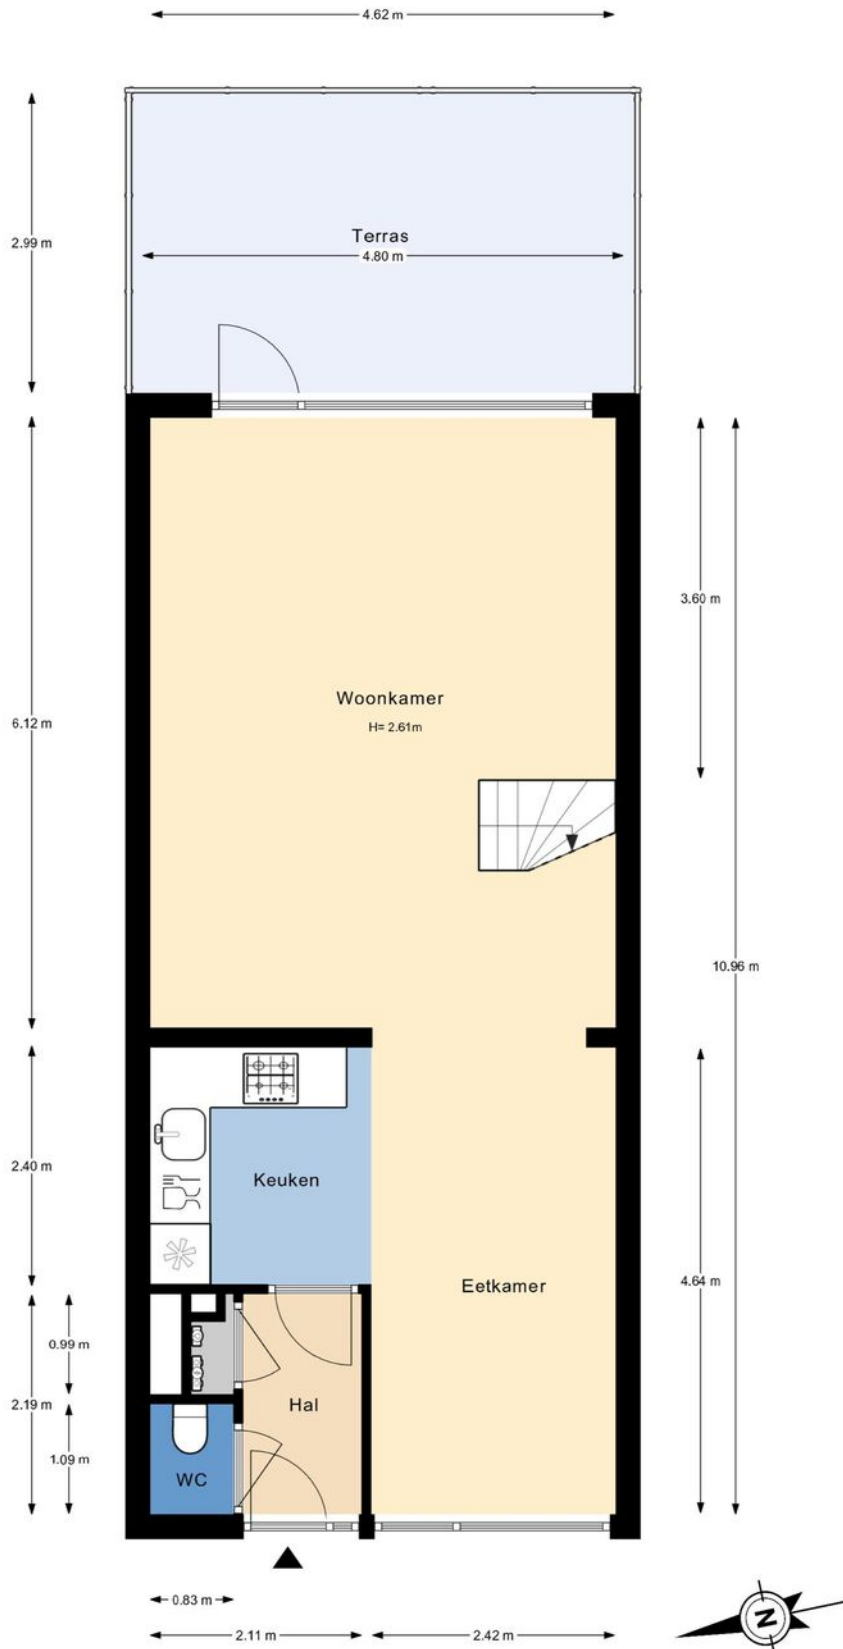 4.62 m
Terras
4.80 m
2.99 m
3.60 m
Woonkamer
H= 2.61m
6.12 m
10.96 m
2.40 m
Keuken
Eetkamer
4.64 m
0.99 m
2.19 m
Hal
1.09 m
WC
0.83 m
2.11 m
2.42 m
N